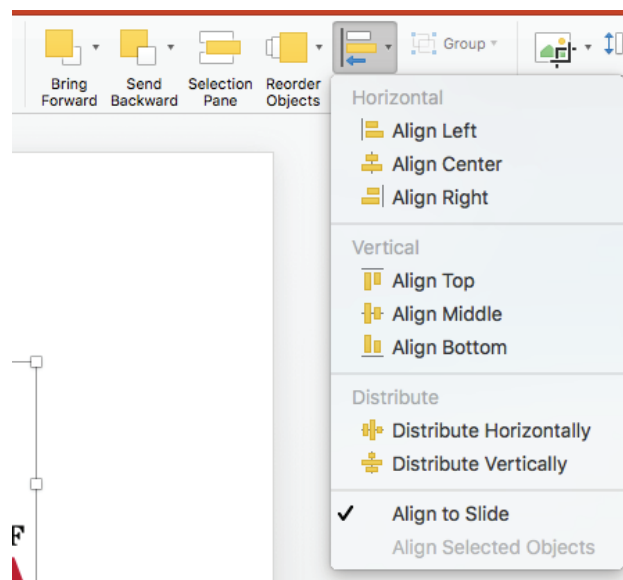 Group
Bring Forward
Send Backward
Selection Pane
Reorder Objects
Horizontal
Align Left
Align Center
Align Right
Vertical
Align Top
Align Middle
Align Bottom
Distribute
Distribute Horizontally
Distribute Vertically
✓ Align to Slide
Align Selected Objects
F